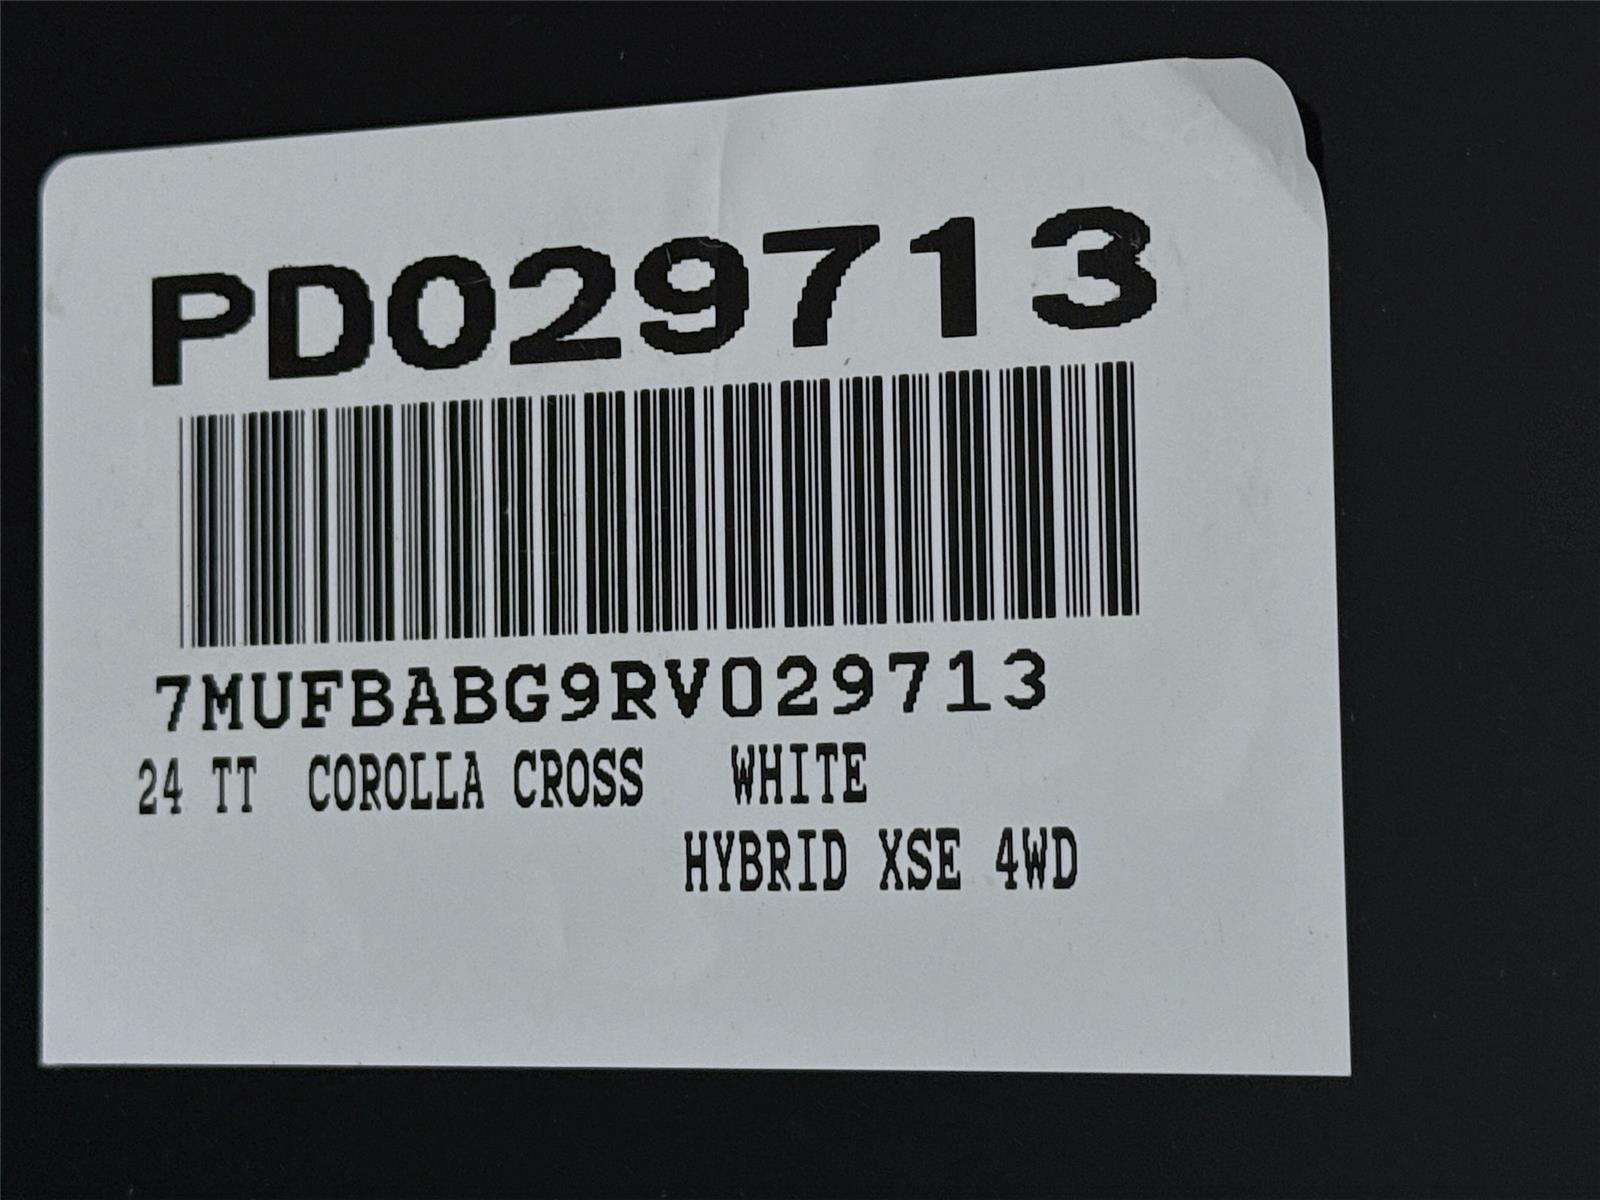 PD029713
7MUFBABG9RV029713
24 TT COROLLA CROSS WHITE
HYBRID XSE 4WD